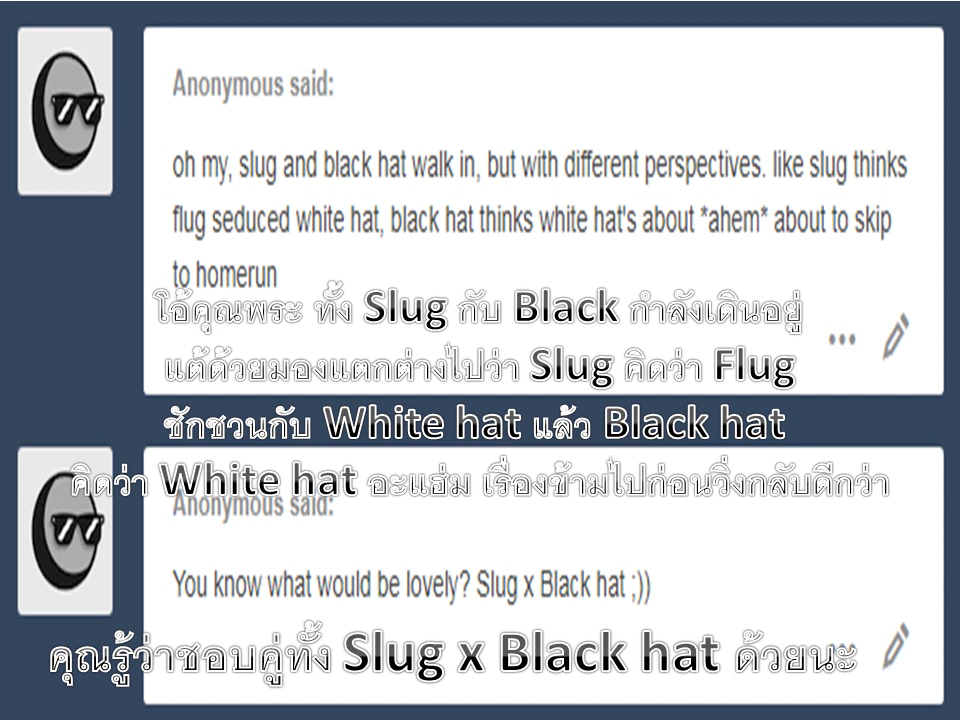 Anonymous said:
oh my, slug and black hat walk in, but with different perspectives. like slug thinks
flug seduced white hat, black hat thinks white hat's about *ahem* about to skip
to homerun
โอ้คุณพระ ทั้ง Slug กับ Black กำลังเดินอยู่
แต้ด้วยมองแตกต่างไปว่า Slug คิดว่า Flug
ชักชวนกับ White hat แล้ว Black hat
คิดว่า White hat อะแฮ่ม เรื่องข้ามไปก่อนวิ่งกลับดีกว่า
Anonymous said:
You know what would be lovely? Slug x Black hat ;))
คุณรู้ว่าชอบคู่ทั้ง Slug x Black hat ด้วยนะ